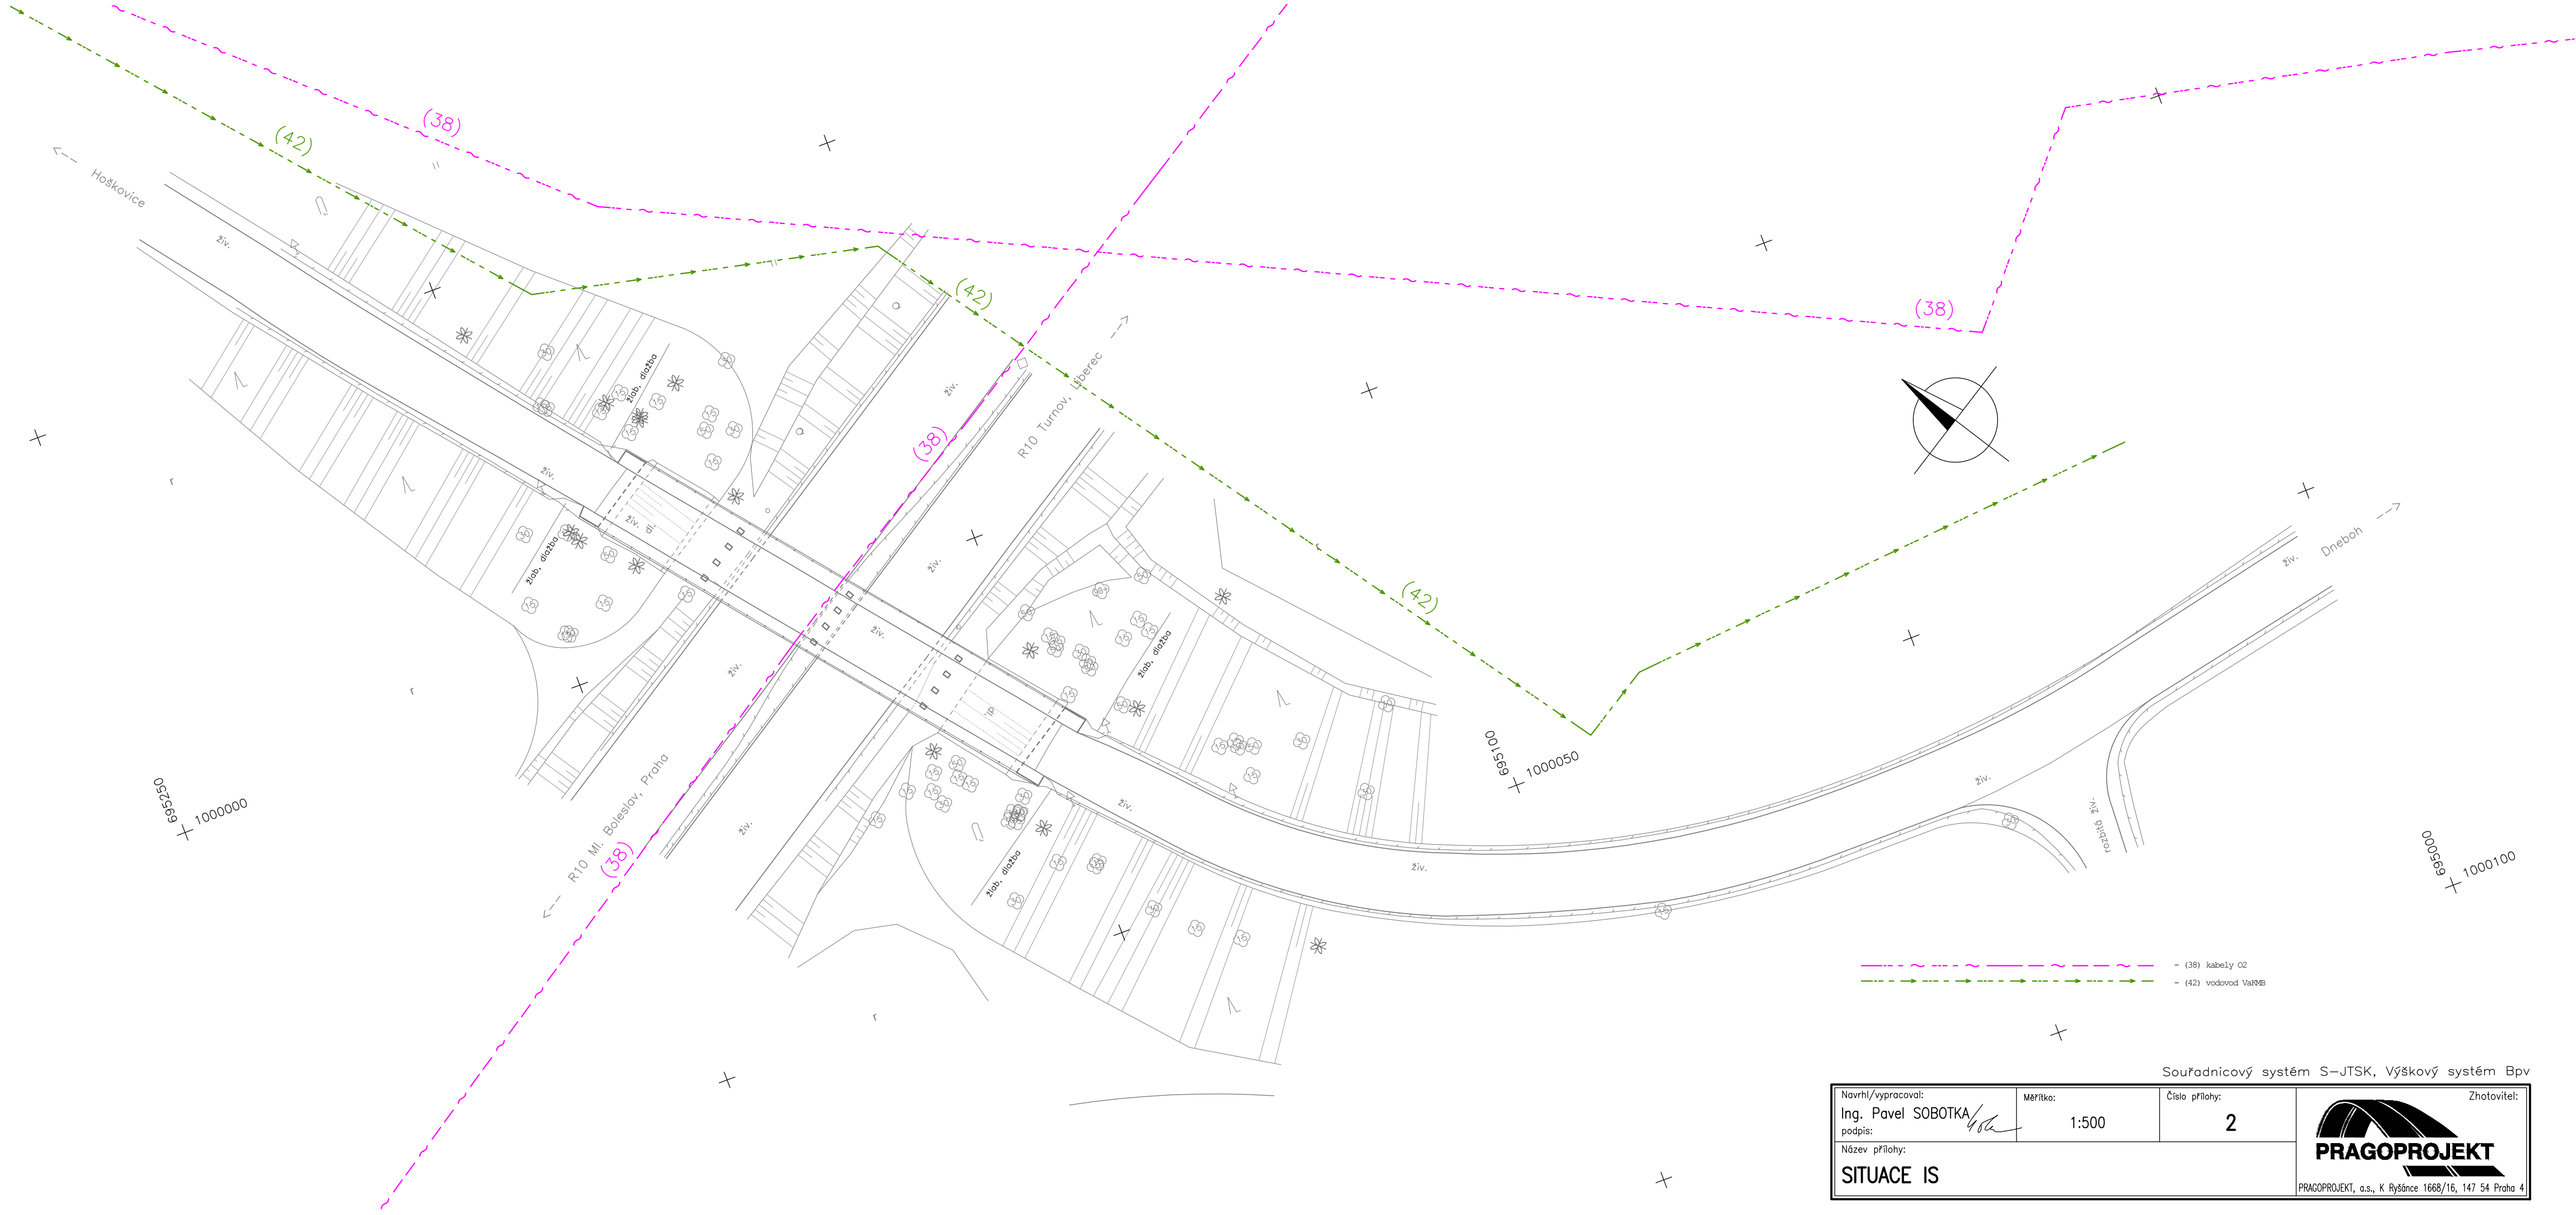 (38)
(42)
Hoškovice
živ.
žlab, dlažba
(42)
živ.
R10 Turnov, Liberec
(38)
(38)
živ.
živ.
žlab, dlažba
živ.
dl.
živ.
živ.
žlab, dlažba
dl.
(42)
živ.
R10 Ml. Boleslav, Praha
(38)
živ.
živ.
žlab, dlažba
živ.
živ.
rozbitá živ.
živ.
Dneboh
695250
1000000
695100
1000050
695000
1000100
- (38) kabely O2
- (42) vodovod VaKMB
Souřadnicový systém S-JTSK, Výškový systém Bpv
Navrhl/vypracoval:
Ing. Pavel SOBOTKA
podpis:
Měřítko:
1:500
Číslo přílohy:
2
Zhotovitel:
Název přílohy:
SITUACE IS
PRAGOPROJEKT
PRAGOPROJEKT, a.s., K Ryšánce 1668/16, 147 54 Praha 4